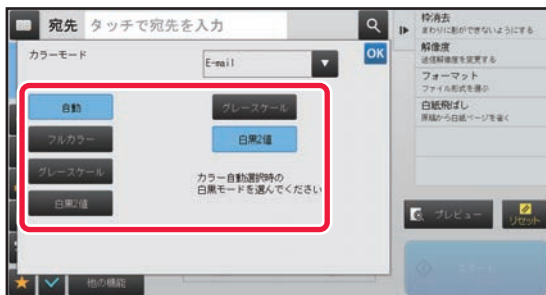 宛先 タッチで宛先を入力
カラーモード
E-mail
OK
自動
フルカラー
グレースケール
白黒2値
グレースケール
白黒2値
カラー自動選択時の
白黒モードを選んでください
他の機能
枠消去
まわりに影ができないようにする
解像度
送信解像度を変更する
フォーマット
ファイル形式を選ぶ
白紙飛ばし
原稿から白紙ページを省く
プレビュー
リセット
スタート